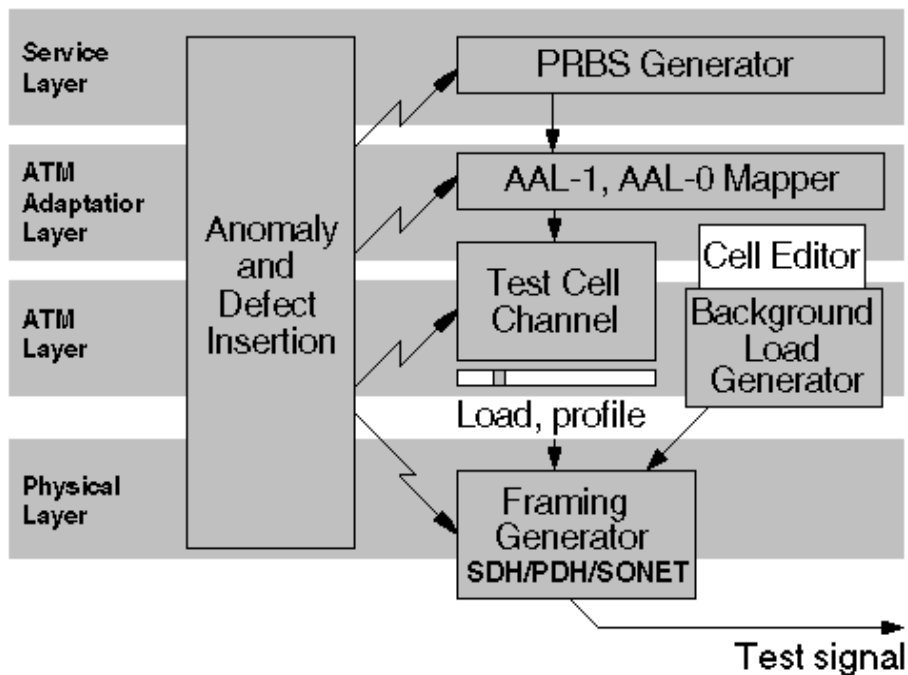 Service
Layer
PRBS Generator
ATM
Adaptatior
Layer
AAL-1, AAL-0 Mapper
Anomaly
and
Defect
Insertion
Test Cell
Channel
Cell Editor
Background
Load
Generator
ATM
Layer
Load, profile
Physical
Layer
Framing
Generator
SDH/PDH/SONET
Test signal